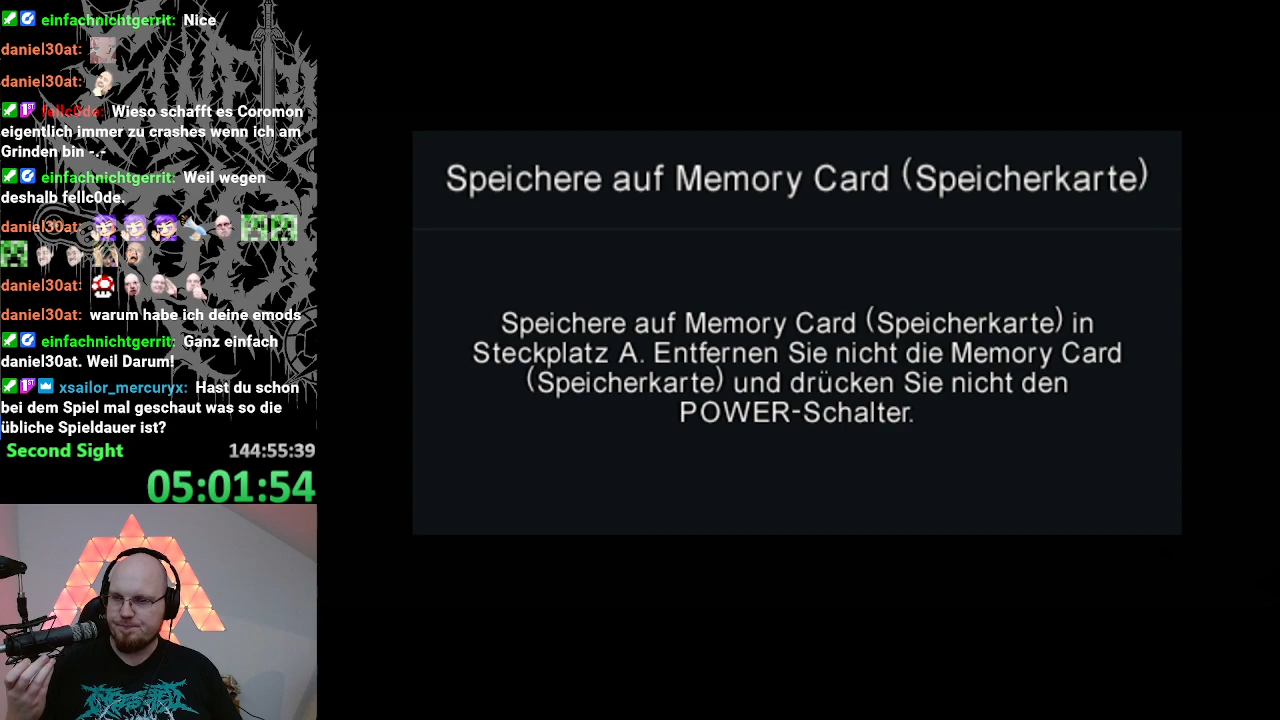 einfachnichtgerrit: Nice
daniel30at:
daniel30at:
fellc0de: Wieso schafft es Coromon
eigentlich immer zu crashes wenn ich am
Grinden bin -.-
einfachnichtgerrit: Weil wegen
deshalb fellc0de.
daniel30at:
daniel30at:
daniel30at: warum habe ich deine emods
einfachnichtgerrit: Ganz einfach
daniel30at. Weil Darum!
xsailor_mercuryx: Hast du schon
bei dem Spiel mal geschaut was so die
übliche Spieldauer ist?
Second Sight 144:55:39
05:01:54
Speichere auf Memory Card (Speicherkarte)
Speichere auf Memory Card (Speicherkarte) in
Steckplatz A. Entfernen Sie nicht die Memory Card
(Speicherkarte) und drücken Sie nicht den
POWER-Schalter.